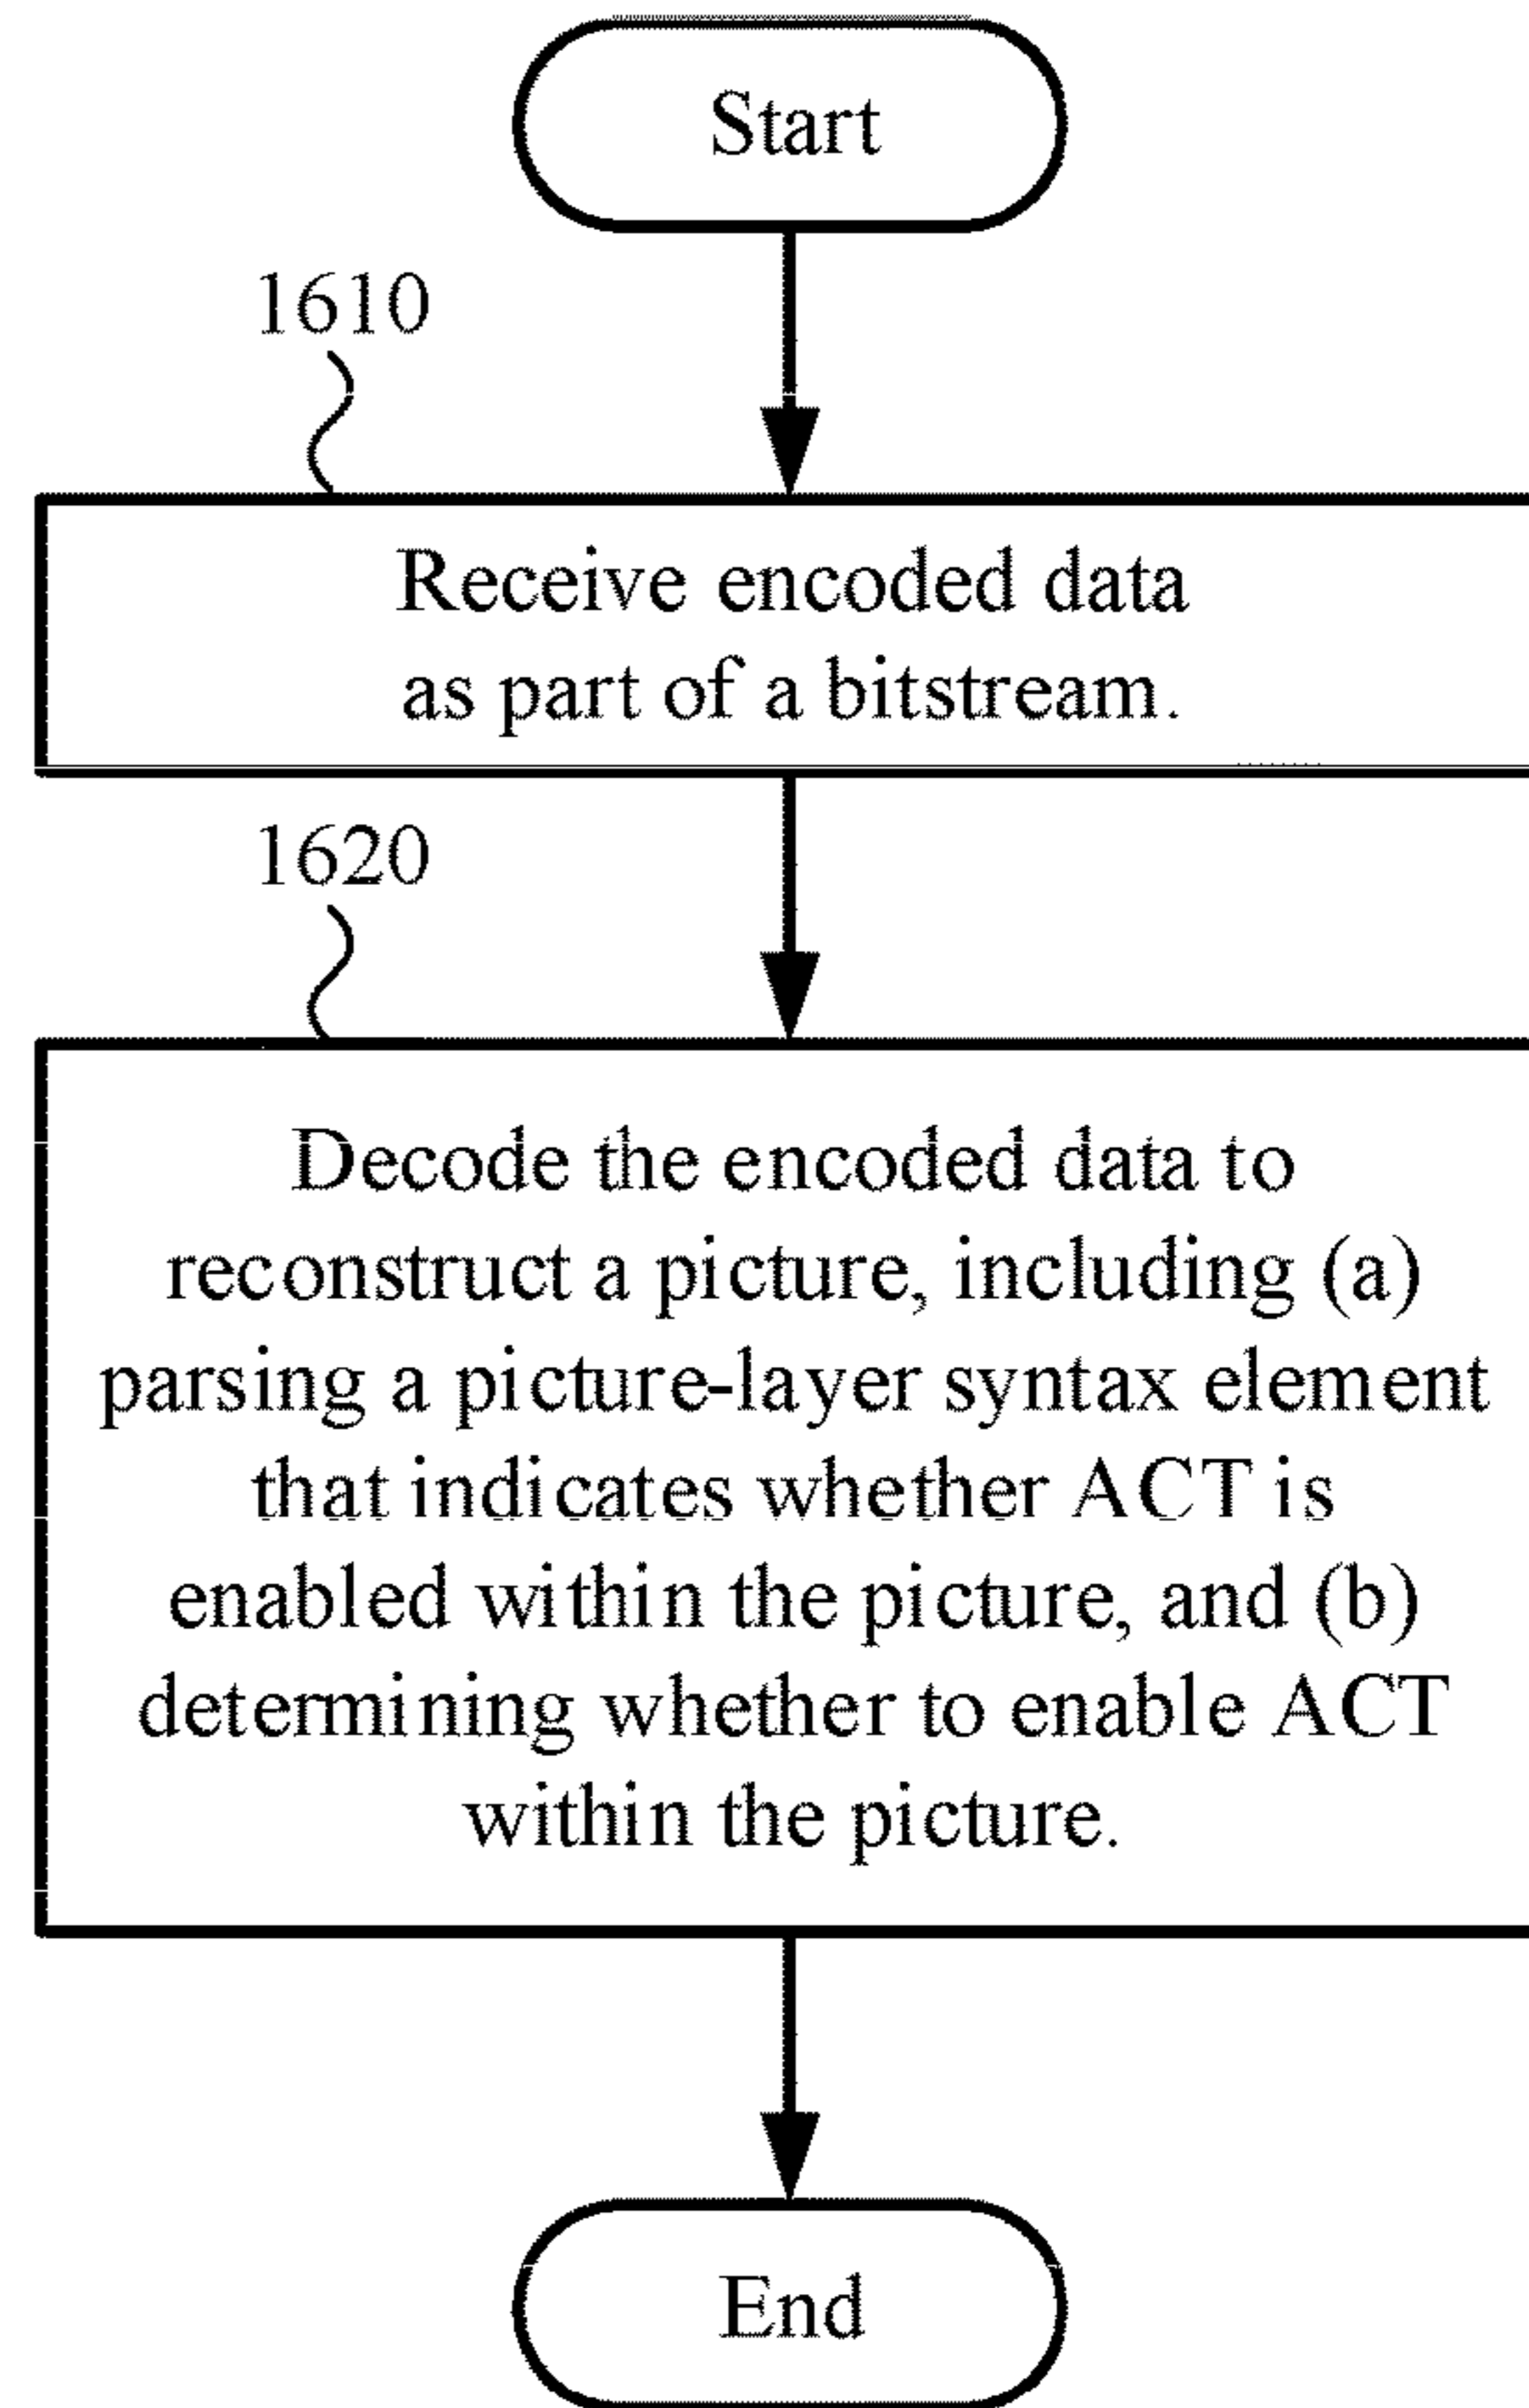 Start
1610
Receive encoded data
as part of a bitstream.
1620
Decode the encoded data to
reconstruct a picture, including (a)
parsing a picture-layer syntax element
that indicates whether ACT is
enabled within the picture, and (b)
determining whether to enable ACT
within the picture.
End